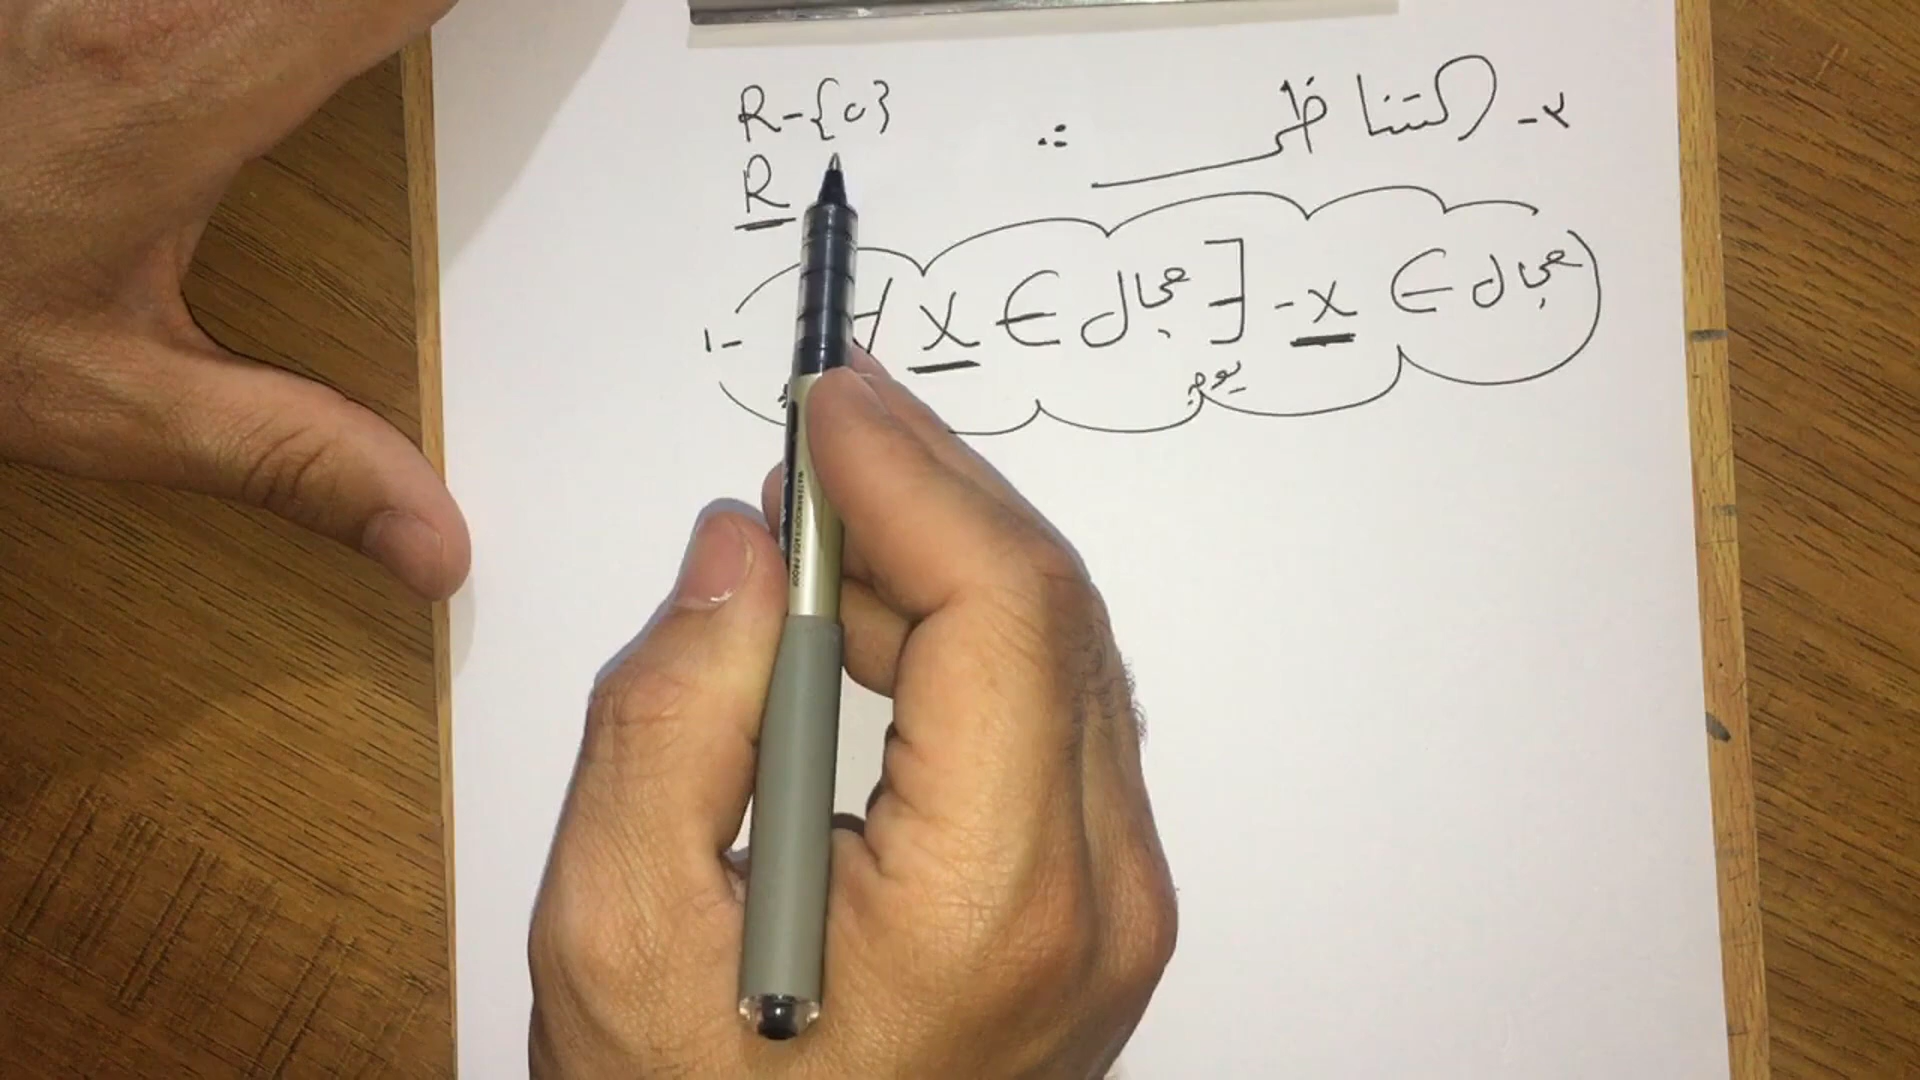 ٢- التناظر :.
R-{0}
R
١- ∀ x ∈ مجال ∃ -x ∈ مجال
يوجد